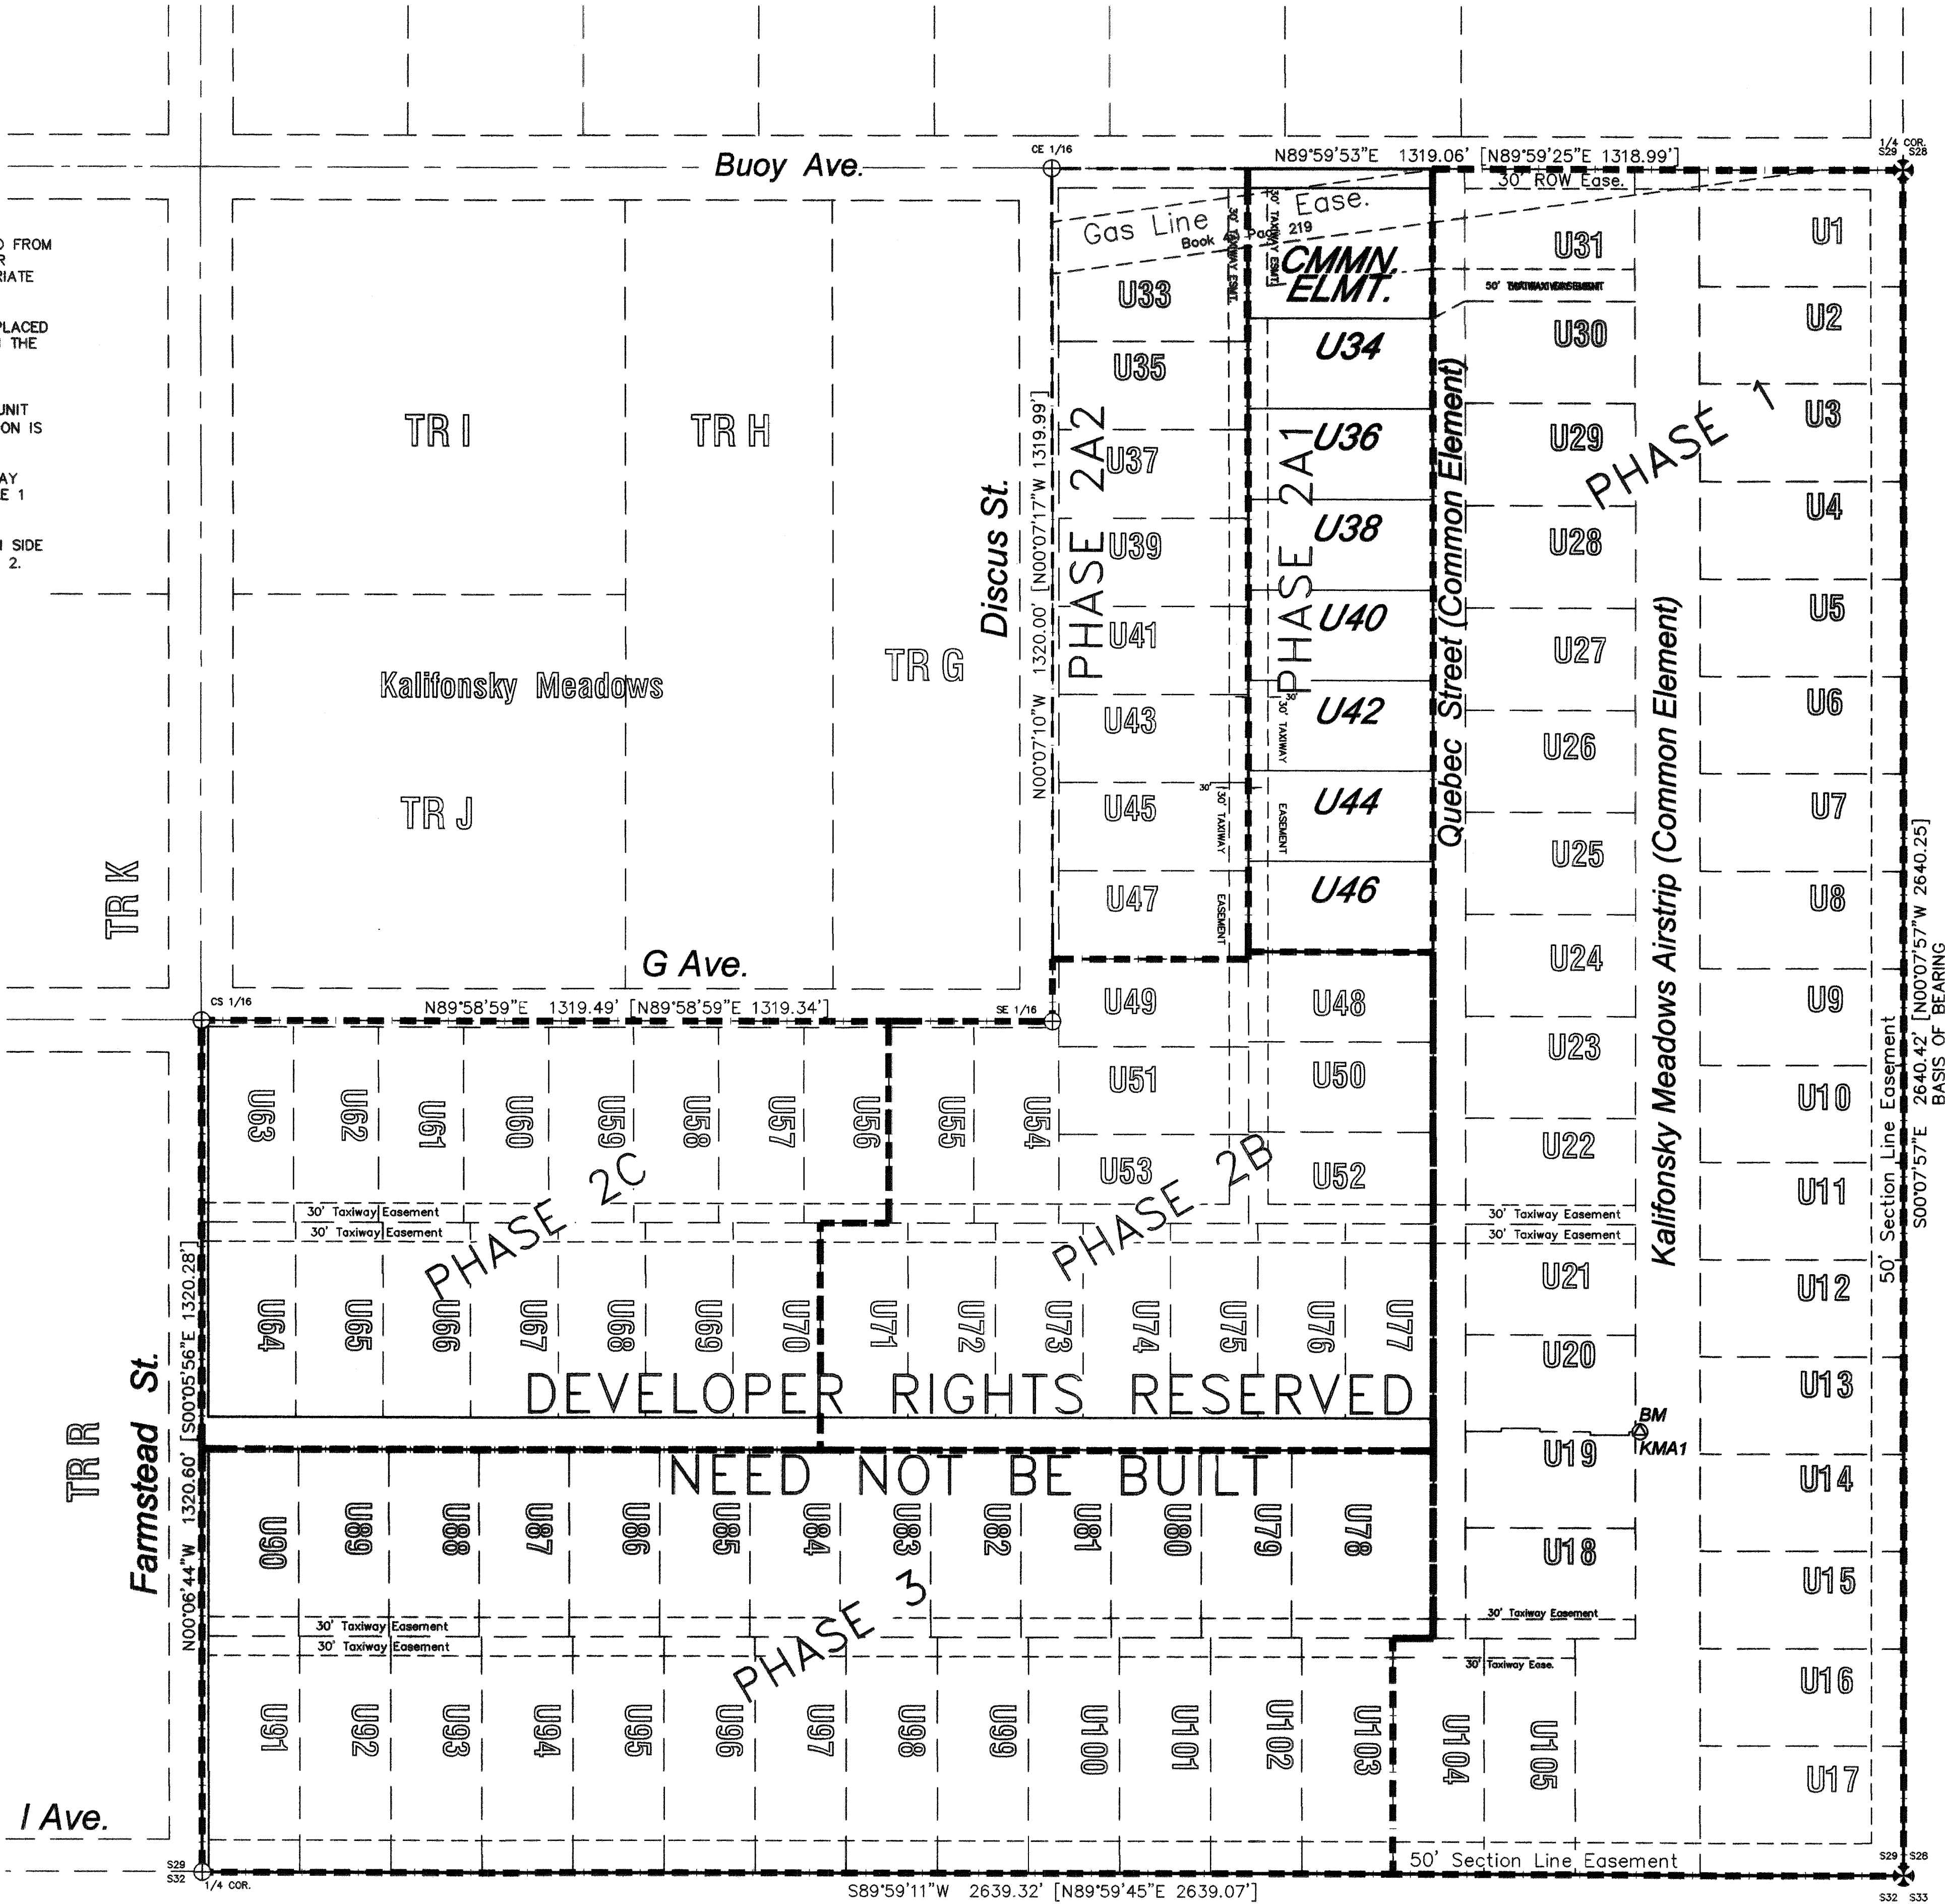 CE 1/16
N89°59'53"E 1319.06' [N89°59'25"E 1318.99']
1/4 COR.
S29 S28
Buoy Ave.
30' ROW Ease.
D FROM
R
RIATE
PLACED
THE
UNIT
ON IS
AY
E 1
SIDE
2.
Gas Line Ease.
Book Page 219
30' TAXIWAY ESMT.
30' TAXIWAY ESMT.
CMMN.
ELMT.
U31
U1
U33
U2
U34
U30
U35
U3
TR I
TR H
U36
U29
PHASE 1
U37
U4
U38
U28
U39
Discus St.
N00°07'10"W 1320.00' [N00°07'17"W 1319.99']
PHASE 2A2
PHASE 2A1
Quebec Street (Common Element)
Kalifonsky Meadows Airstrip (Common Element)
U5
U40
U41
U27
TR G
Kalifonsky Meadows
U6
U42
U43
U26
30'
30' TAXIWAY
EASEMENT
TR J
U7
U44
U45
30'
30' TAXIWAY
EASEMENT
U25
TR K
U8
U46
U47
U24
G Ave.
U9
CS 1/16
N89°58'59"E 1319.49' [N89°58'59"E 1319.34']
SE 1/16
U49
U48
U23
50' Section Line Easement
S00°07'57"E 2640.42' [N00°07'57"W 2640.25]
BASIS OF BEARING
U51
U50
U10
U63
U62
U61
U60
U59
U58
U57
U56
U55
U54
U53
U52
U22
U11
PHASE 2C
PHASE 2B
30' Taxiway Easement
30' Taxiway Easement
30' Taxiway Easement
30' Taxiway Easement
U21
U12
U64
U65
U66
U67
U68
U69
U70
U71
U72
U73
U74
U75
U76
U77
U20
U13
DEVELOPER RIGHTS RESERVED
BM
KMA1
Farmstead St.
N00°06'44"W 1320.60' [S00°05'56"E 1320.28"]
TR R
U19
U14
NEED NOT BE BUILT
U90
U89
U88
U87
U86
U85
U84
U83
U82
U81
U80
U79
U78
U18
U15
PHASE 3
30' Taxiway Easement
30' Taxiway Easement
30' Taxiway Easement
30' Taxiway Ease.
U16
U91
U92
U93
U94
U95
U96
U97
U98
U99
U100
U101
U102
U103
U104
U105
U17
I Ave.
50' Section Line Easement
S29
S32
1/4 COR.
S29 S28
S32 S33
S89°59'11"W 2639.32' [N89°59'45"E 2639.07']